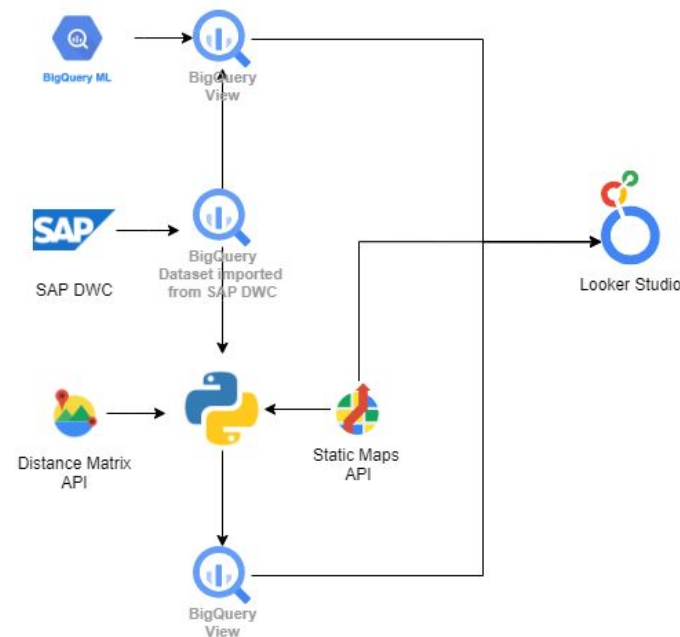 BigQuery ML
BigQuery
View
SAP
SAP DWC
BigQuery
Dataset imported
from SAP DWC
Looker Studio
Distance Matrix
API
Static Maps
API
BigQuery
View